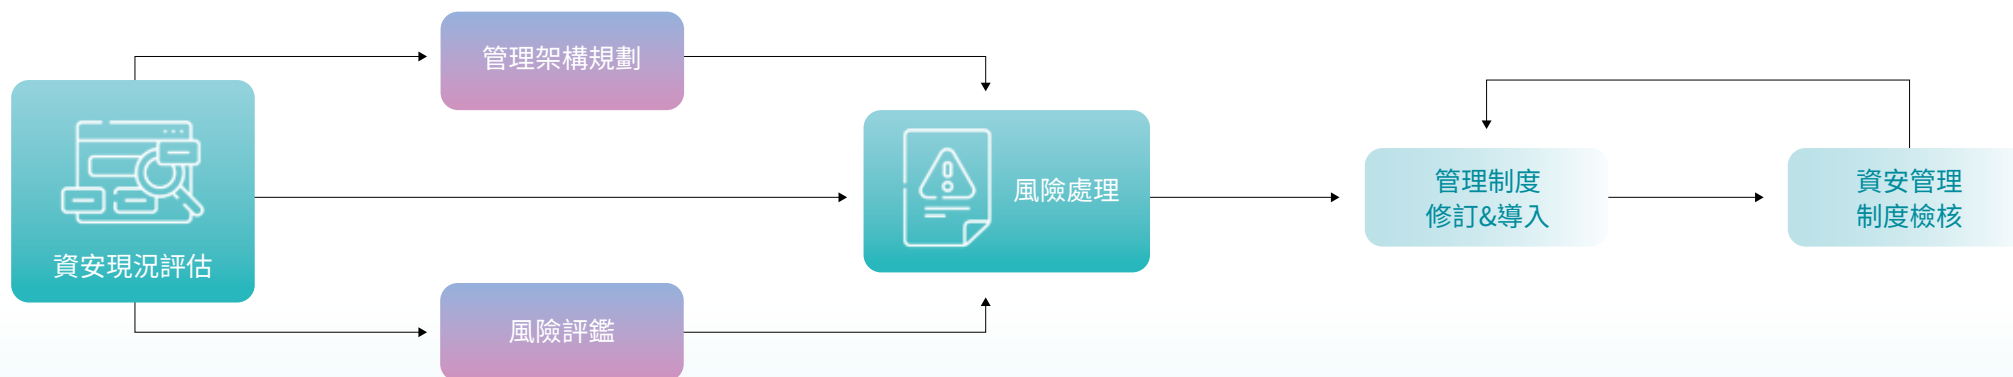 管理架構規劃
資安現況評估
風險處理
風險評鑑
管理制度
修訂&導入
資安管理
制度檢核